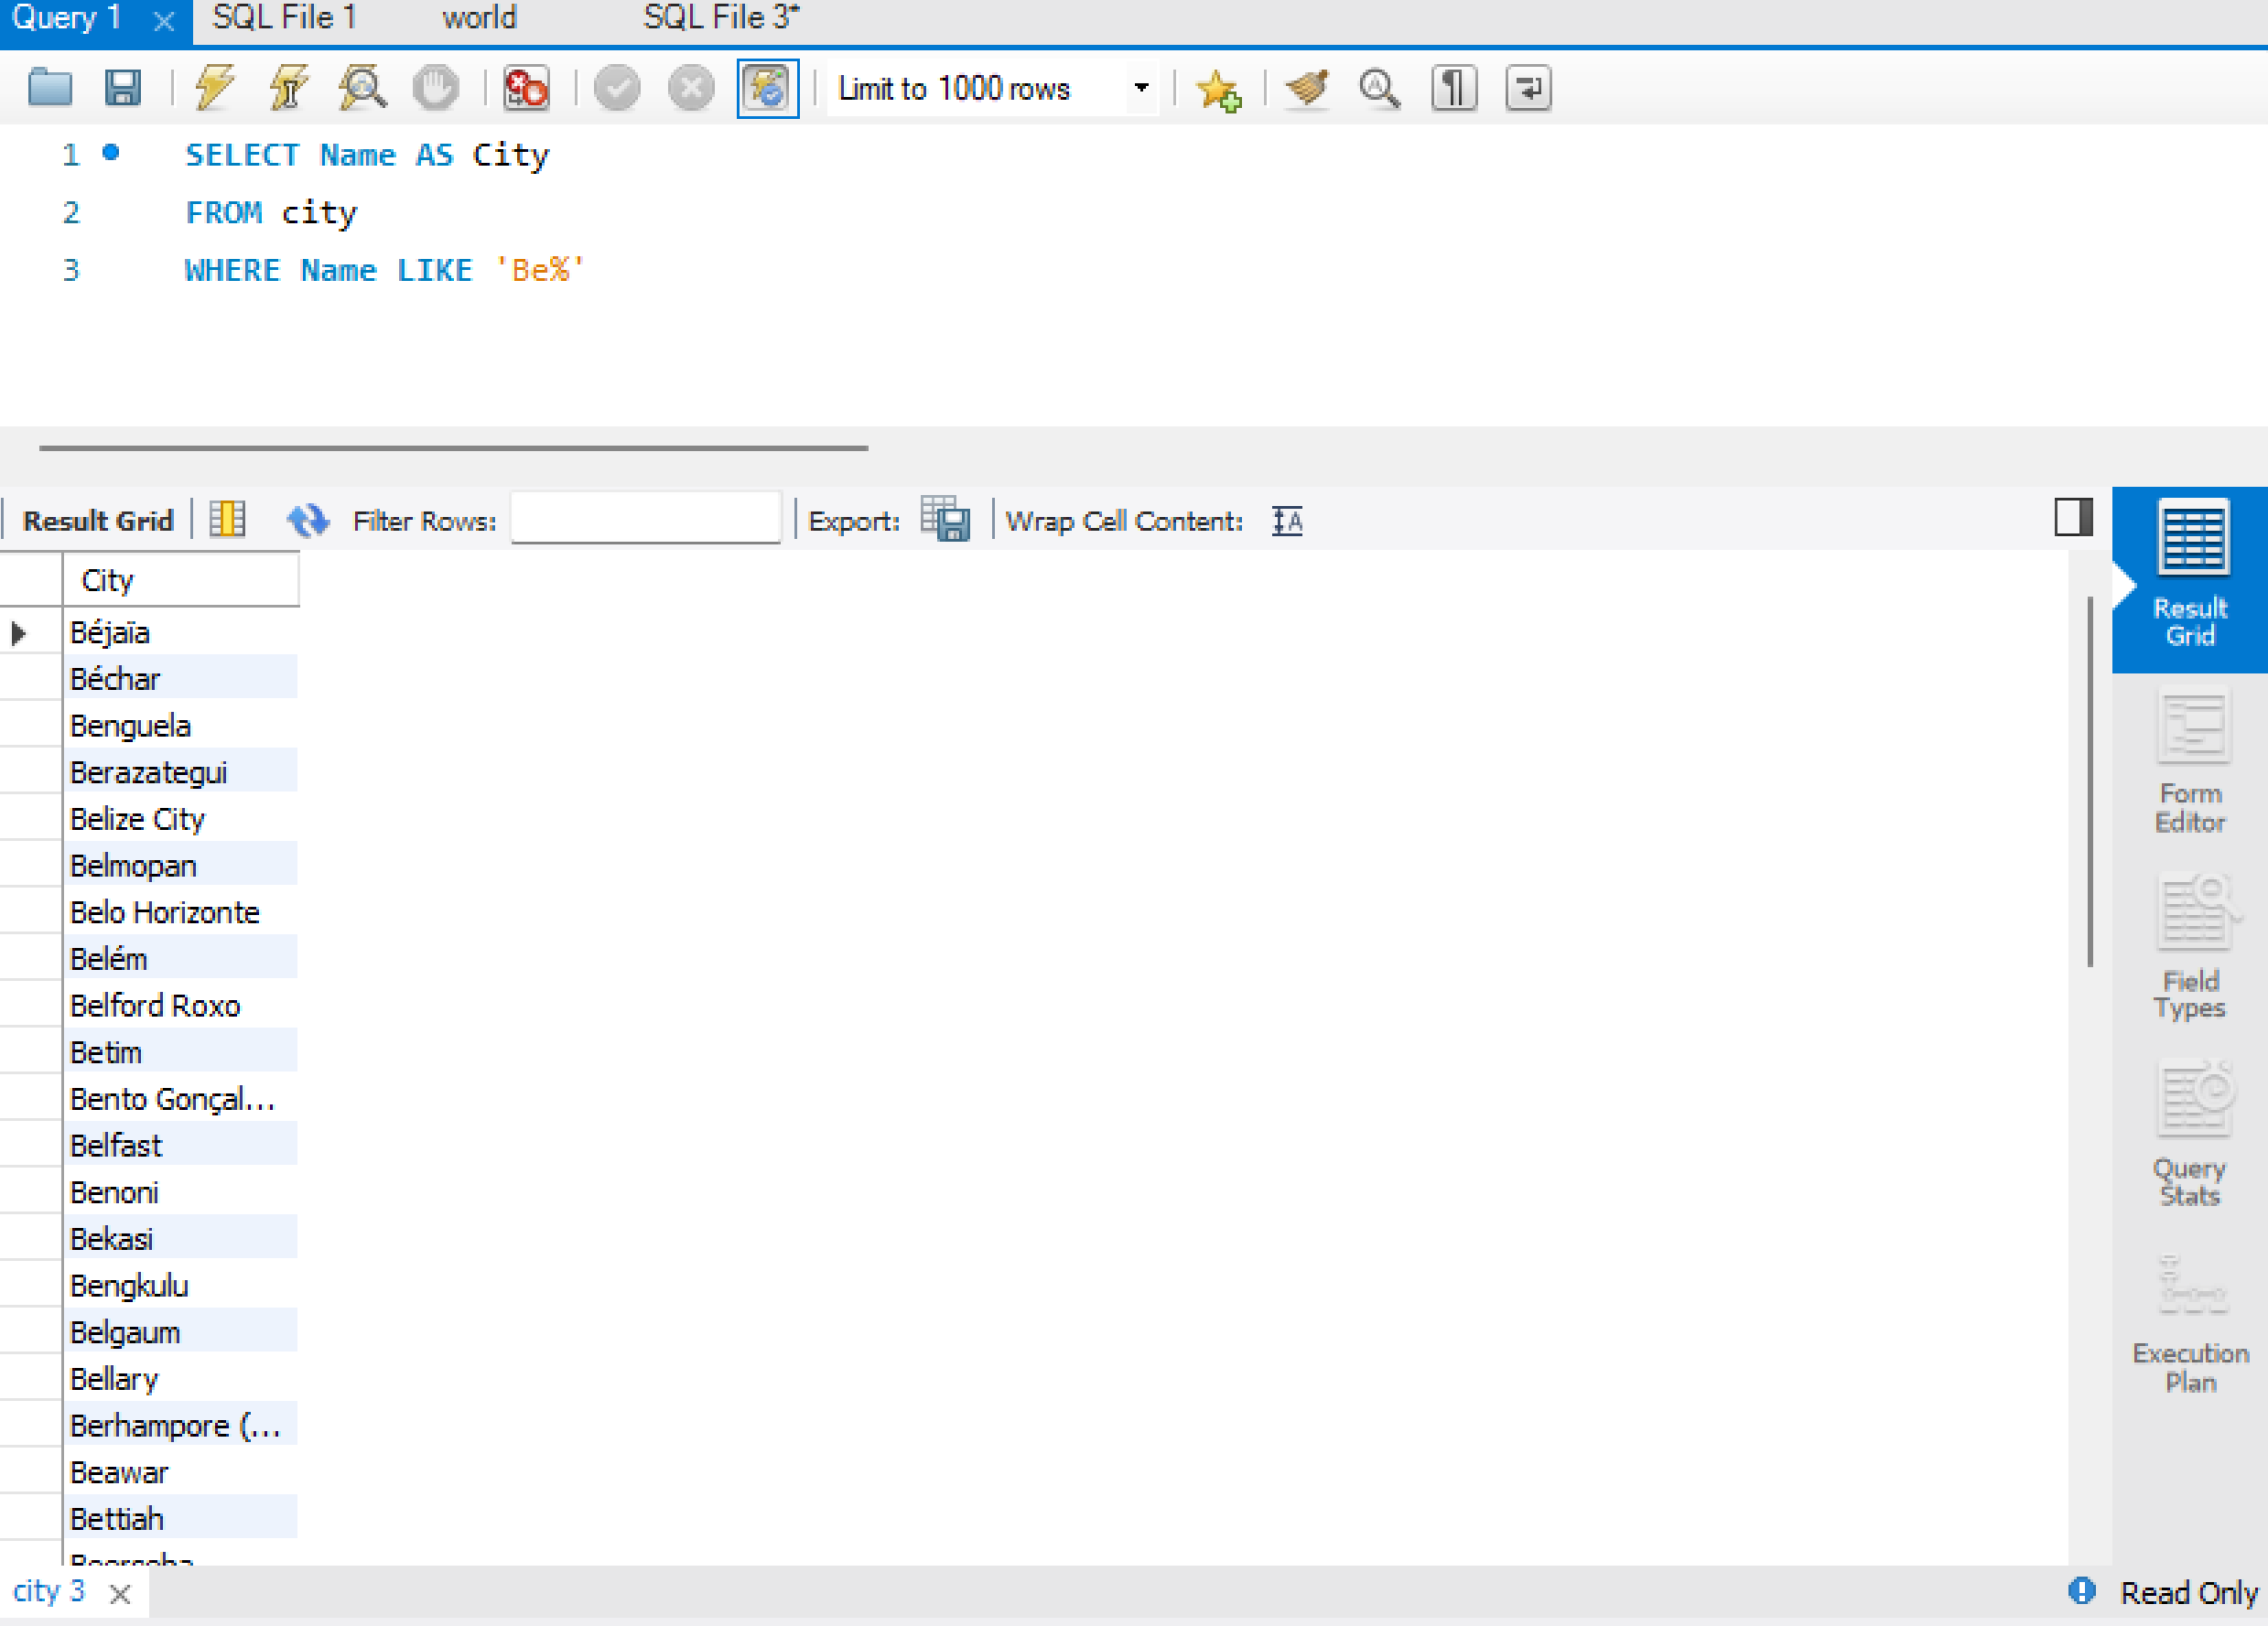 Query 1 SQL File 1 world SQL File 3*
Limit to 1000 rows
1 SELECT Name AS City
2 FROM city
3 WHERE Name LIKE 'Be%'
Result Grid Filter Rows: Export: Wrap Cell Content:
City
Béjaïa
Béchar
Benguela
Berazategui
Belize City
Belmopan
Belo Horizonte
Belém
Belford Roxo
Betim
Bento Gonçal...
Belfast
Benoni
Bekasi
Bengkulu
Belgaum
Bellary
Berhampore (...
Beawar
Bettiah
Result
Grid
Form
Editor
Field
Types
Query
Stats
Execution
Plan
city 3 Read Only